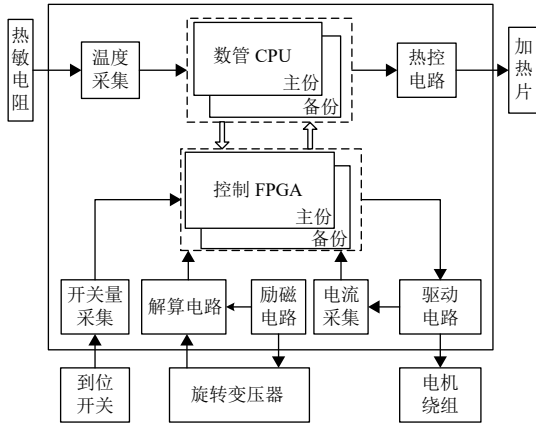 热
敏
电
阻
温度
采集
数管 CPU
主份
备份
热控
电路
加
热
片
控制 FPGA
主份
备份
开关量
采集
解算电路
励磁
电路
电流
采集
驱动
电路
到位
开关
旋转变压器
电机
绕组